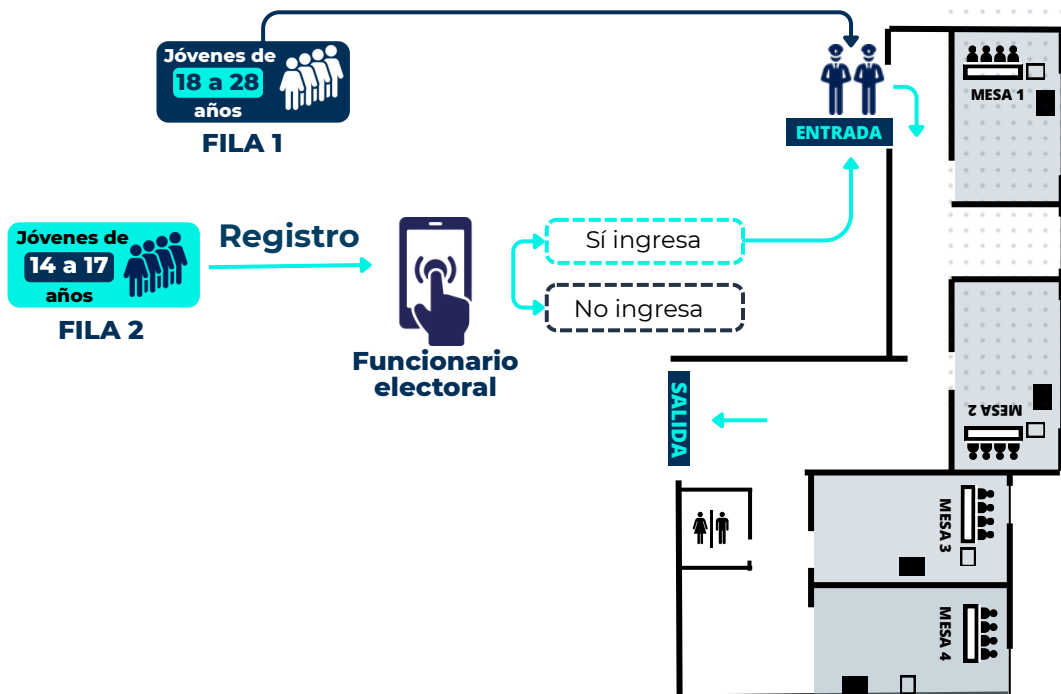 Jóvenes de
18 a 28
años
FILA 1
ENTRADA
MESA 1
Jóvenes de
14 a 17
años
FILA 2
Registro
Funcionario
electoral
Sí ingresa
No ingresa
SALIDA
MESA 2
MESA 3
MESA 4